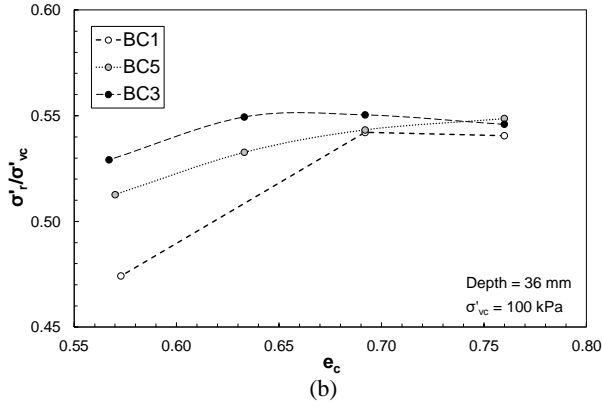 0.60
0.55
0.50
0.45
σ'r/σ'vc
BC1
BC5
BC3
Depth = 36 mm
σ'vc = 100 kPa
0.55 0.60 0.65 0.70 0.75 0.80
ec
(b)